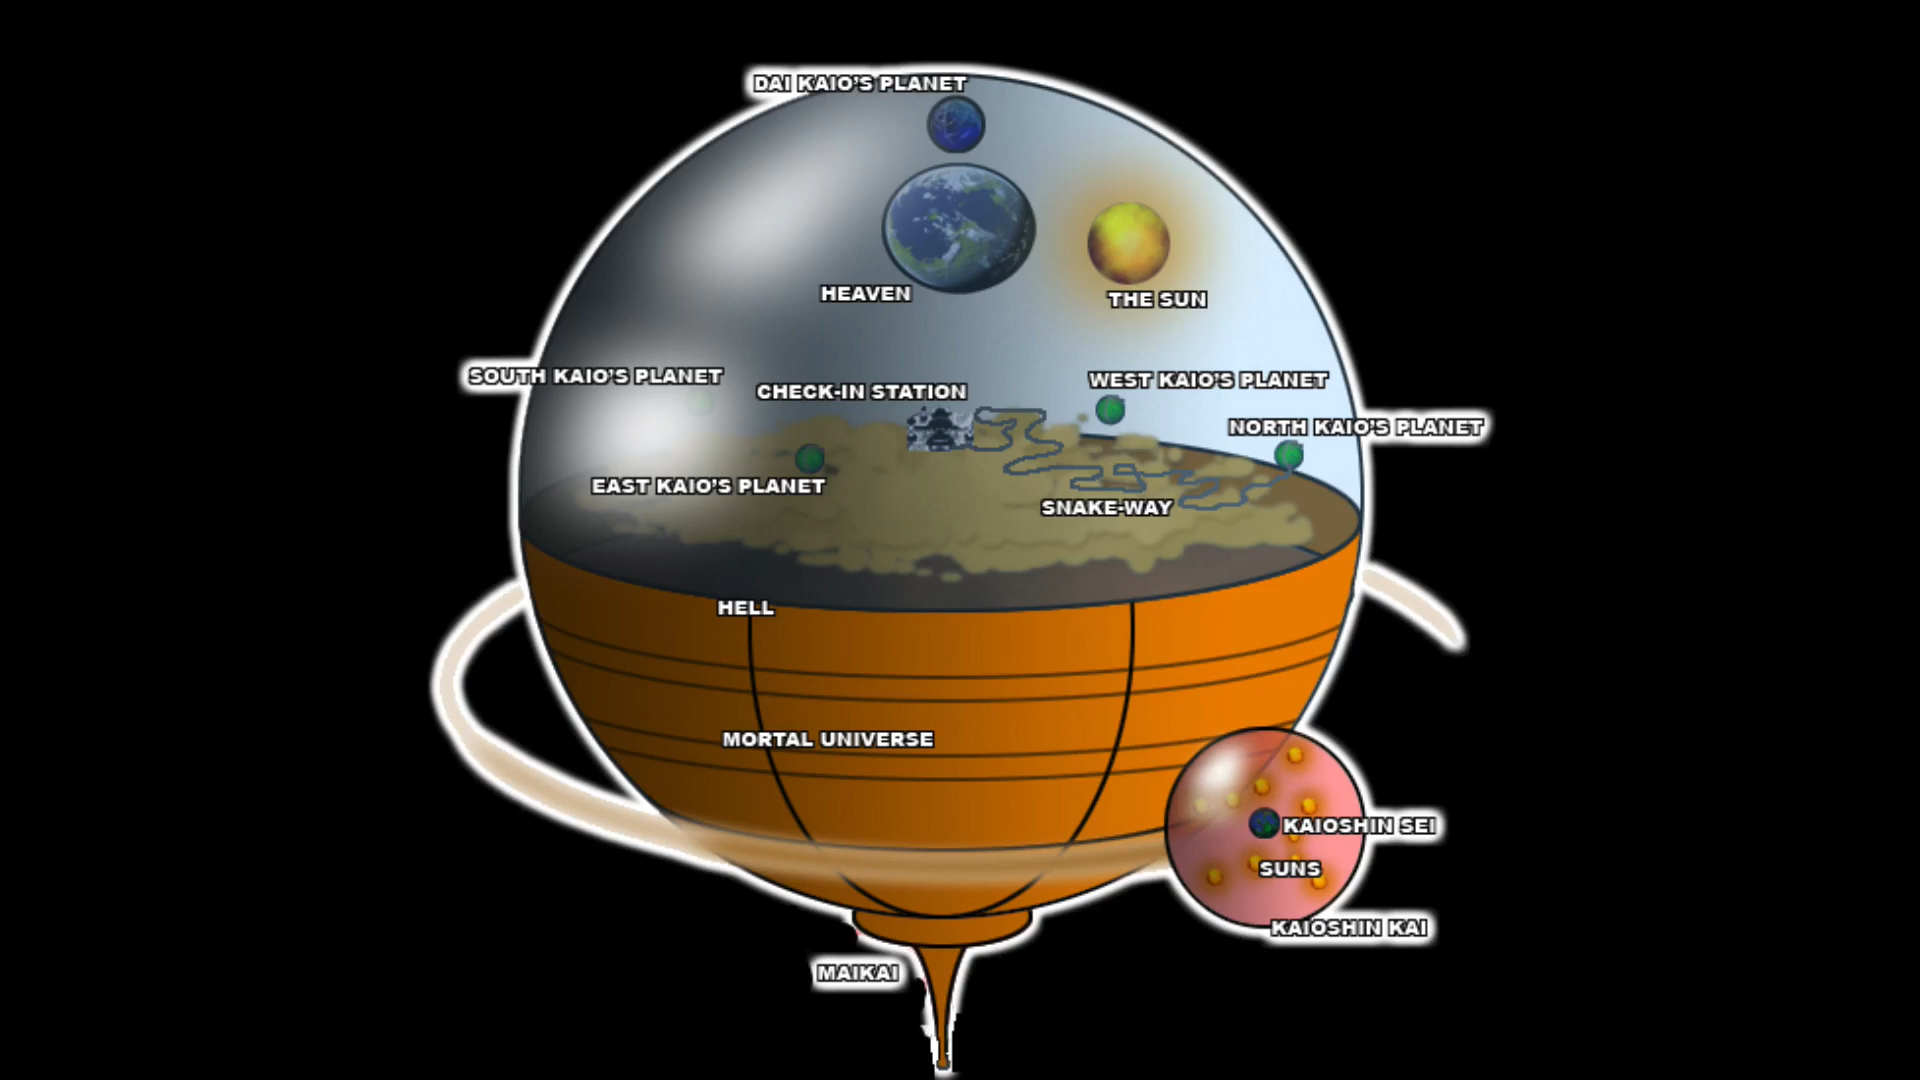 DAI KAIO'S PLANET
HEAVEN
THE SUN
SOUTH KAIO'S PLANET
CHECK-IN STATION
WEST KAIO'S PLANET
NORTH KAIO'S PLANET
EAST KAIO'S PLANET
SNAKE-WAY
HELL
MORTAL UNIVERSE
KAIOSHIN SEI
SUNS
KAIOSHIN KAI
MAIKAI